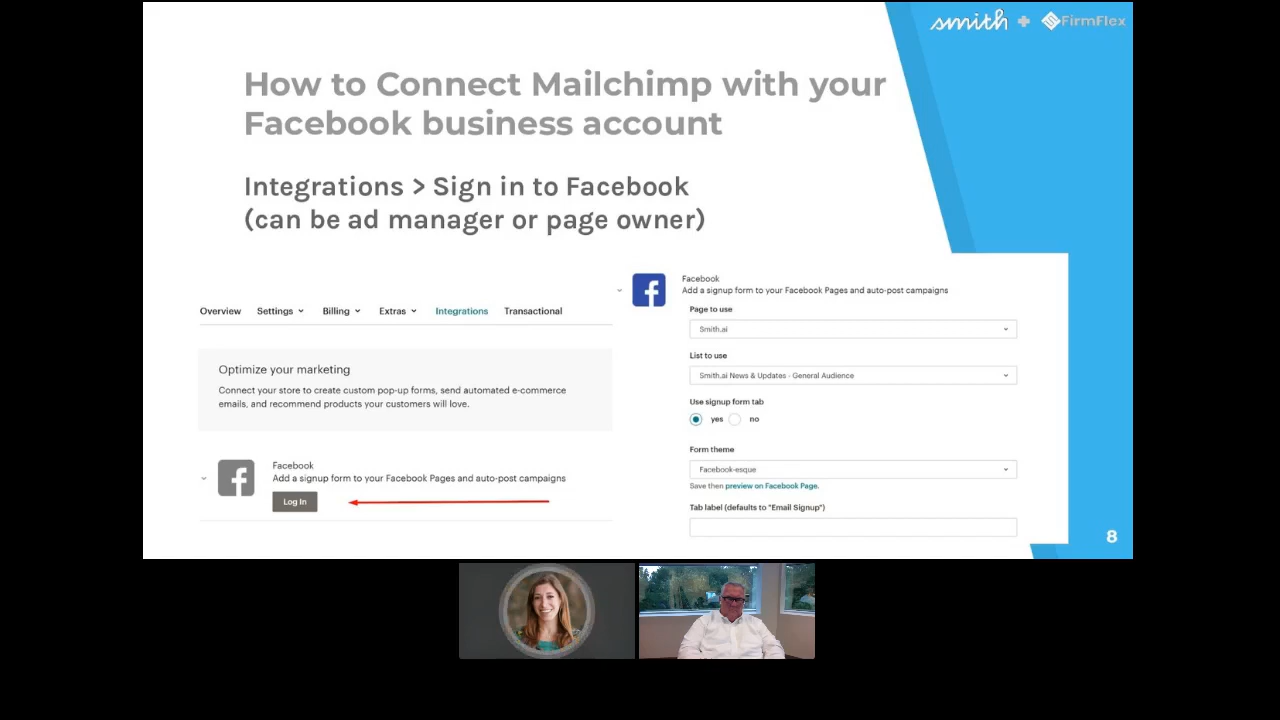 smith + FirmFlex
How to Connect Mailchimp with your
Facebook business account
Integrations > Sign in to Facebook
(can be ad manager or page owner)
Overview Settings Billing Extras Integrations Transactional
Optimize your marketing
Connect your store to create custom pop-up forms, send automated e-commerce
emails, and recommend products your customers will love.
Facebook
Add a signup form to your Facebook Pages and auto-post campaigns
Log In
Facebook
Add a signup form to your Facebook Pages and auto-post campaigns
Page to use
Smith.ai
List to use
Smith.ai News & Updates - General Audience
Use signup form tab
yes no
Form theme
Facebook-esque
Save then preview on Facebook Page.
Tab label (defaults to "Email Signup")
8